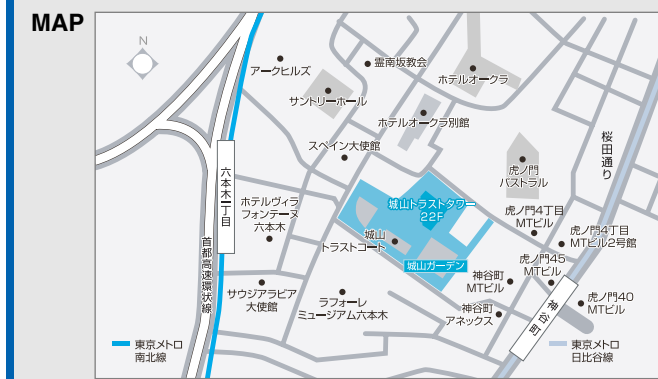 MAP
N
アークヒルズ
霊南坂教会
ホテルオークラ
サントリーホール
ホテルオークラ別館
スペイン大使館
桜田通り
虎ノ門
パストラル
六本木一丁目
ホテルヴィラ
フォンテーヌ
六本木
城山トラストタワー
22F
虎ノ門4丁目
MTビル
城山
トラストコート
虎ノ門4丁目
MTビル2号館
首都高速環状線
城山ガーデン
虎ノ門45
MTビル
神谷町
MTビル
サウジアラビア
大使館
ラフォーレ
ミュージアム六本木
神谷町
アネックス
神谷町
虎ノ門40
MTビル
東京メトロ
南北線
東京メトロ
日比谷線